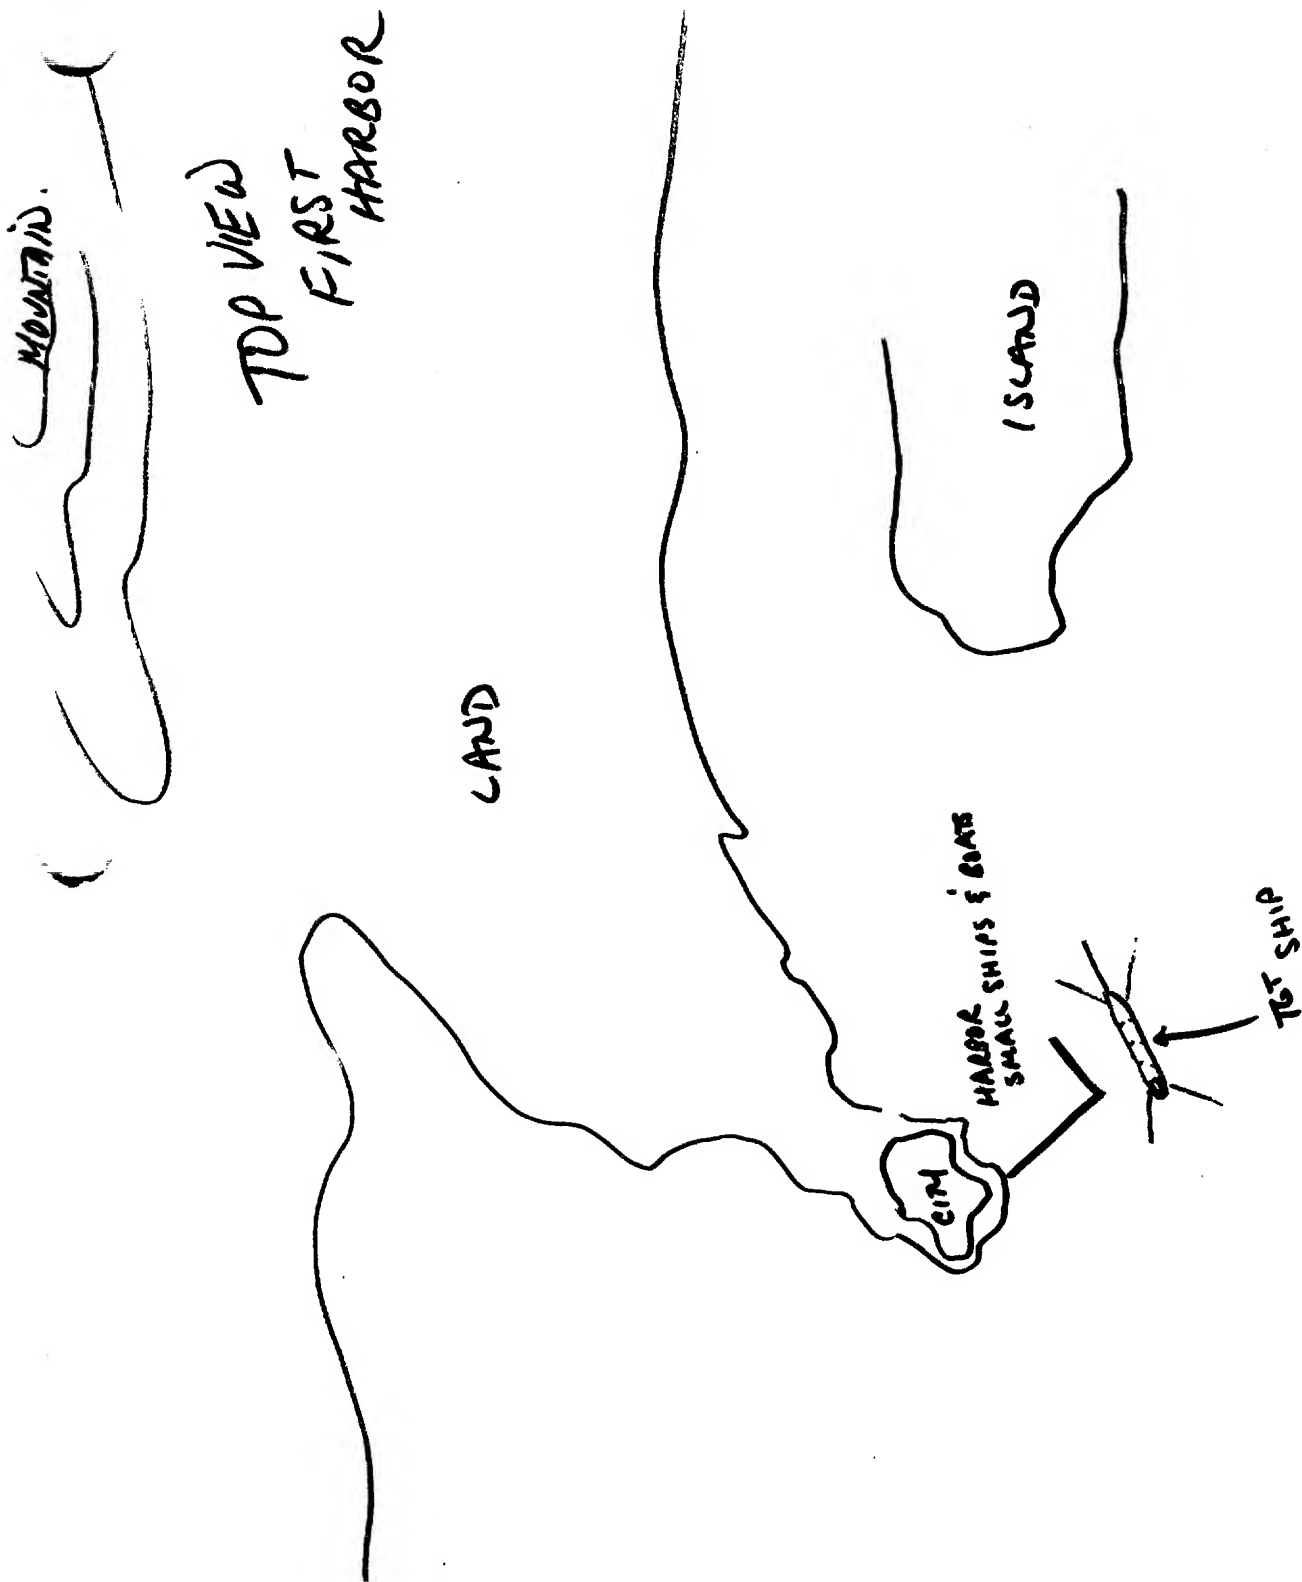 MOUNTAIN.
TOP VIEW
FIRST
HARBOR
LAND
ISLAND
HARBOR
SMALL SHIPS & BOATS
CITY
TGT SHIP